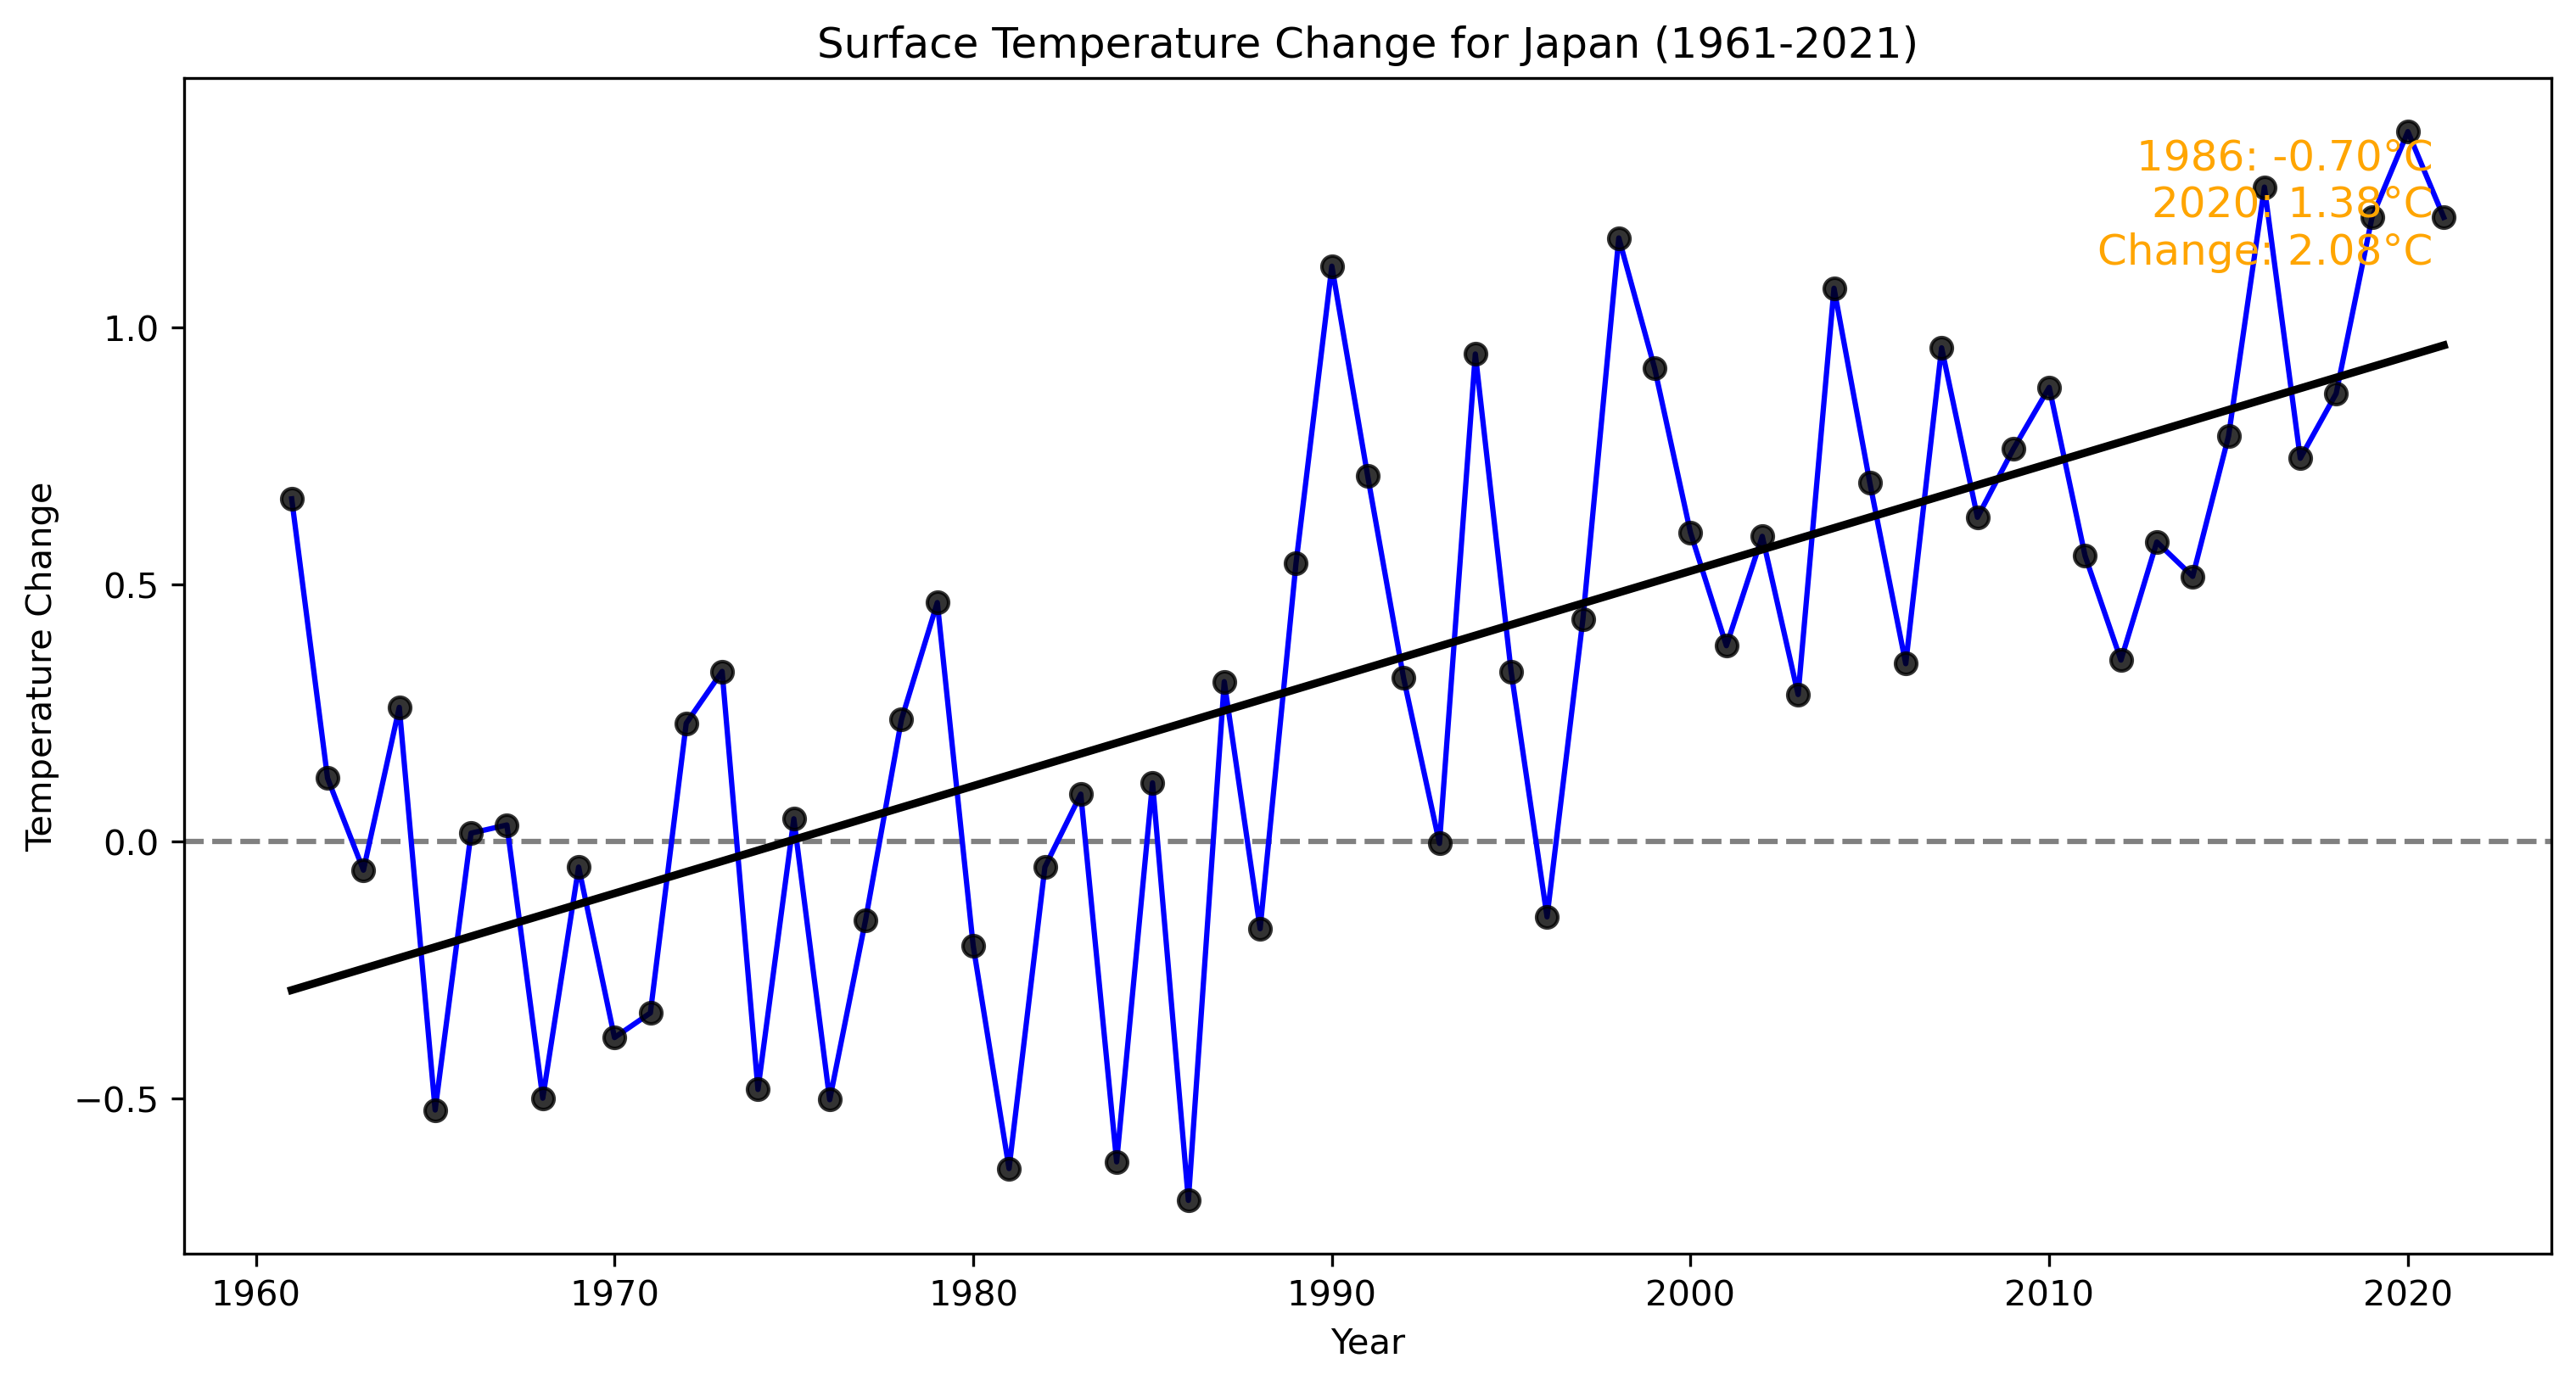 Surface Temperature Change for Japan (1961-2021)
1986: -0.70°C
2020: 1.38°C
Change: 2.08°C
Temperature Change
1.0
0.5
0.0
−0.5
1960
1970
1980
1990
2000
2010
2020
Year